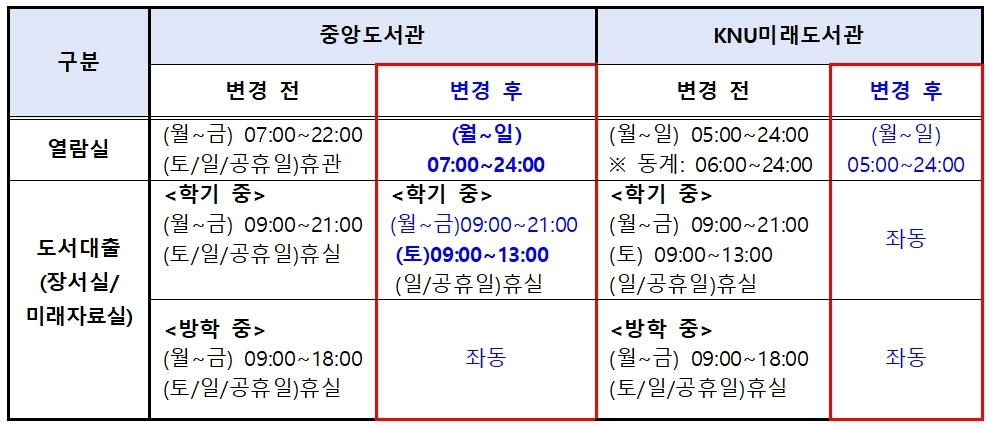 구분
중앙도서관
KNU미래도서관
변경 전
변경 후
변경 전
변경 후
열람실
(월~금) 07:00~22:00
(토/일/공휴일)휴관
(월~일)
07:00~24:00
(월~일) 05:00~24:00
※ 동계: 06:00~24:00
(월~일)
05:00~24:00
도서대출
(장서실/
미래자료실)
<학기 중>
(월~금) 09:00~21:00
(토/일/공휴일)휴실
<학기 중>
(월~금)09:00~21:00
(토)09:00~13:00
(일/공휴일)휴실
<학기 중>
(월~금) 09:00~21:00
(토) 09:00~13:00
(일/공휴일)휴실
좌동
<방학 중>
(월~금) 09:00~18:00
(토/일/공휴일)휴실
좌동
<방학 중>
(월~금) 09:00~18:00
(토/일/공휴일)휴실
좌동